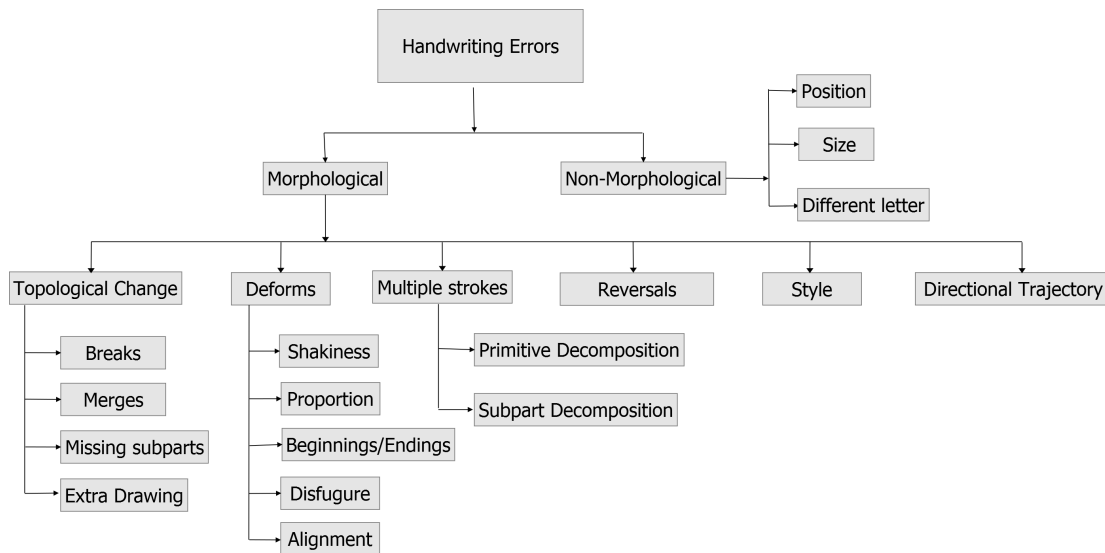 Handwriting Errors
Position
Size
Different letter
Morphological
Non-Morphological
Topological Change
Deforms
Multiple strokes
Reversals
Style
Directional Trajectory
Breaks
Merges
Missing subparts
Extra Drawing
Shakiness
Proportion
Beginnings/Endings
Disfugure
Alignment
Primitive Decomposition
Subpart Decomposition